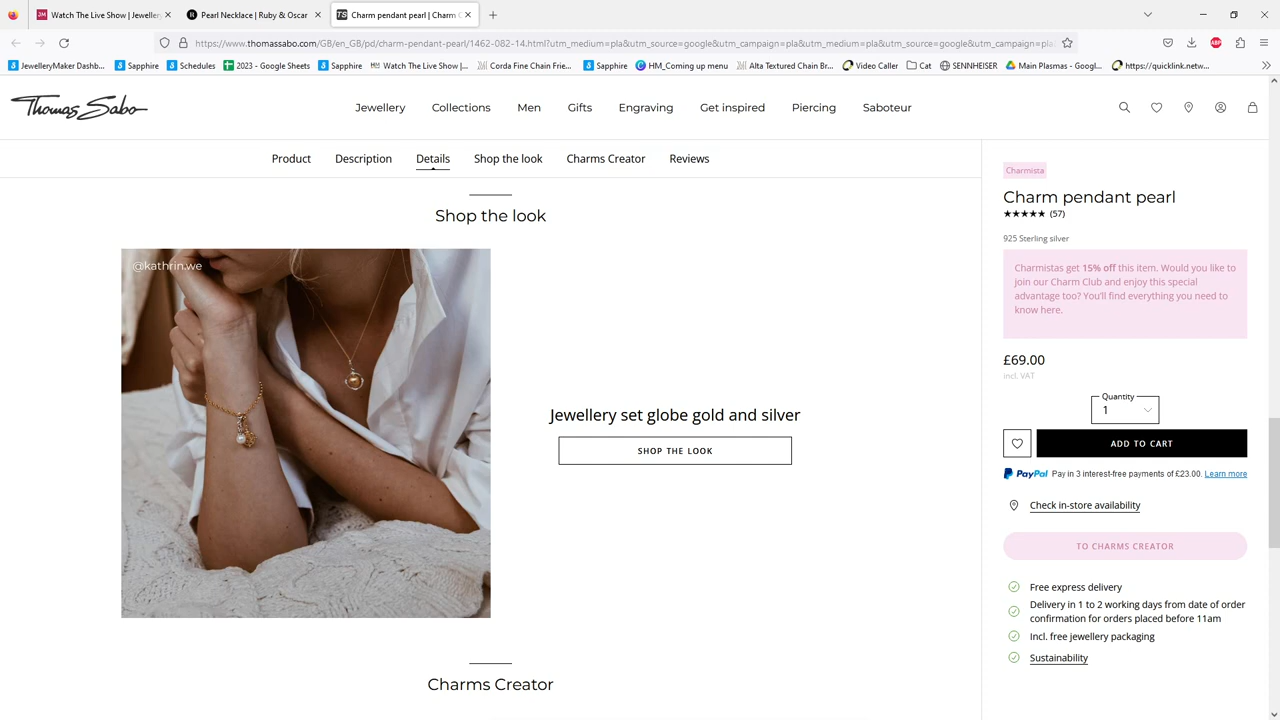 Watch The Live Show | Jeweller
Pearl Necklace | Ruby & Oscar
Charm pendant pearl | Charm C
https://www.thomassabo.com/GB/en_GB/pd/charm-pendant-pearl/1462-082-14.html?utm_medium=pla&utm_source=google&utm_campaign=pla&utm_medium=pla&utm_source=google&utm_campaign=pla
JewelleryMaker Dashb...
Sapphire
Schedules
2023 - Google Sheets
Sapphire
Watch The Live Show |...
Corda Fine Chain Frie...
Sapphire
HM_Coming up menu
Alta Textured Chain Br...
Video Caller
Cat
SENNHEISER
Main Plasmas - Googl...
https://quicklink.netw...
Thomas Sabo
Jewellery
Collections
Men
Gifts
Engraving
Get inspired
Piercing
Saboteur
Product
Description
Details
Shop the look
Charms Creator
Reviews
Shop the look
@kathrin.we
Jewellery set globe gold and silver
SHOP THE LOOK
Charms Creator
Charmista
Charm pendant pearl
★★★★★ (57)
925 Sterling silver
Charmistas get 15% off this item. Would you like to
join our Charm Club and enjoy this special
advantage too? You'll find everything you need to
know here.
£69.00
incl. VAT
Quantity
1
ADD TO CART
PayPal Pay in 3 interest-free payments of £23.00. Learn more
Check in-store availability
TO CHARMS CREATOR
Free express delivery
Delivery in 1 to 2 working days from date of order
confirmation for orders placed before 11am
Incl. free jewellery packaging
Sustainability